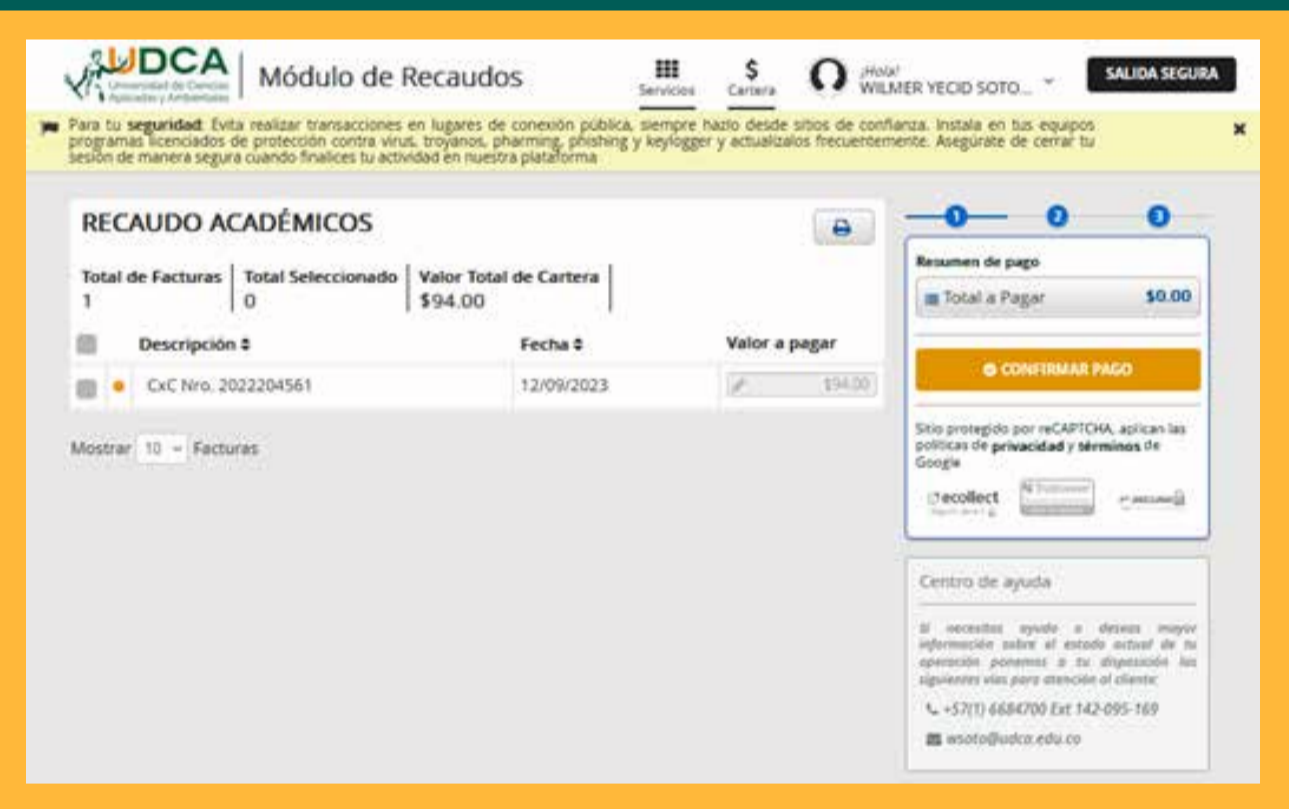 UDCA
Universidad de Ciencias
Aplicadas y Ambientales
Módulo de Recaudos
Servicios
$
Cartera
¡Hola!
WILMER YECID SOTO...
SALIDA SEGURA
Para tu seguridad: Evita realizar transacciones en lugares de conexión pública, siempre hazlo desde sitios de confianza. Instala en tus equipos
programas licenciados de protección contra virus, troyanos, pharming, phishing y keylogger y actualízalos frecuentemente. Asegúrate de cerrar tu
sesión de manera segura cuando finalices tu actividad en nuestra plataforma
RECAUDO ACADÉMICOS
Total de Facturas
1
Total Seleccionado
0
Valor Total de Cartera
$94.00
Descripción
Fecha
Valor a pagar
CxC Nro. 2022204561
12/09/2023
$94.00
Mostrar 10 Facturas
1 2 3
Resumen de pago
Total a Pagar $0.00
CONFIRMAR PAGO
Sitio protegido por reCAPTCHA, aplican las
políticas de privacidad y términos de
Google
ecollect
Centro de ayuda
Si necesitas ayuda o deseas mayor
información sobre el estado actual de tu
operación ponemos a tu disposición las
siguientes vías para atención al cliente:
+57(1) 6684700 Ext 142-095-169
wsoto@udca.edu.co